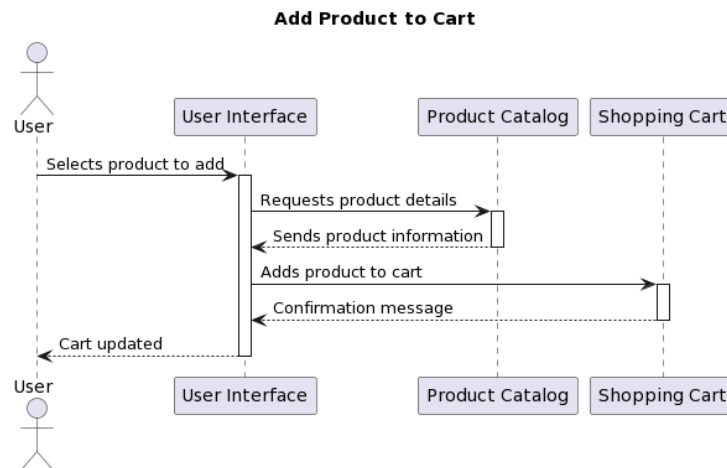 Add Product to Cart
User
User Interface
Product Catalog
Shopping Cart
Selects product to add
Requests product details
Sends product information
Adds product to cart
Confirmation message
Cart updated
User
User Interface
Product Catalog
Shopping Cart